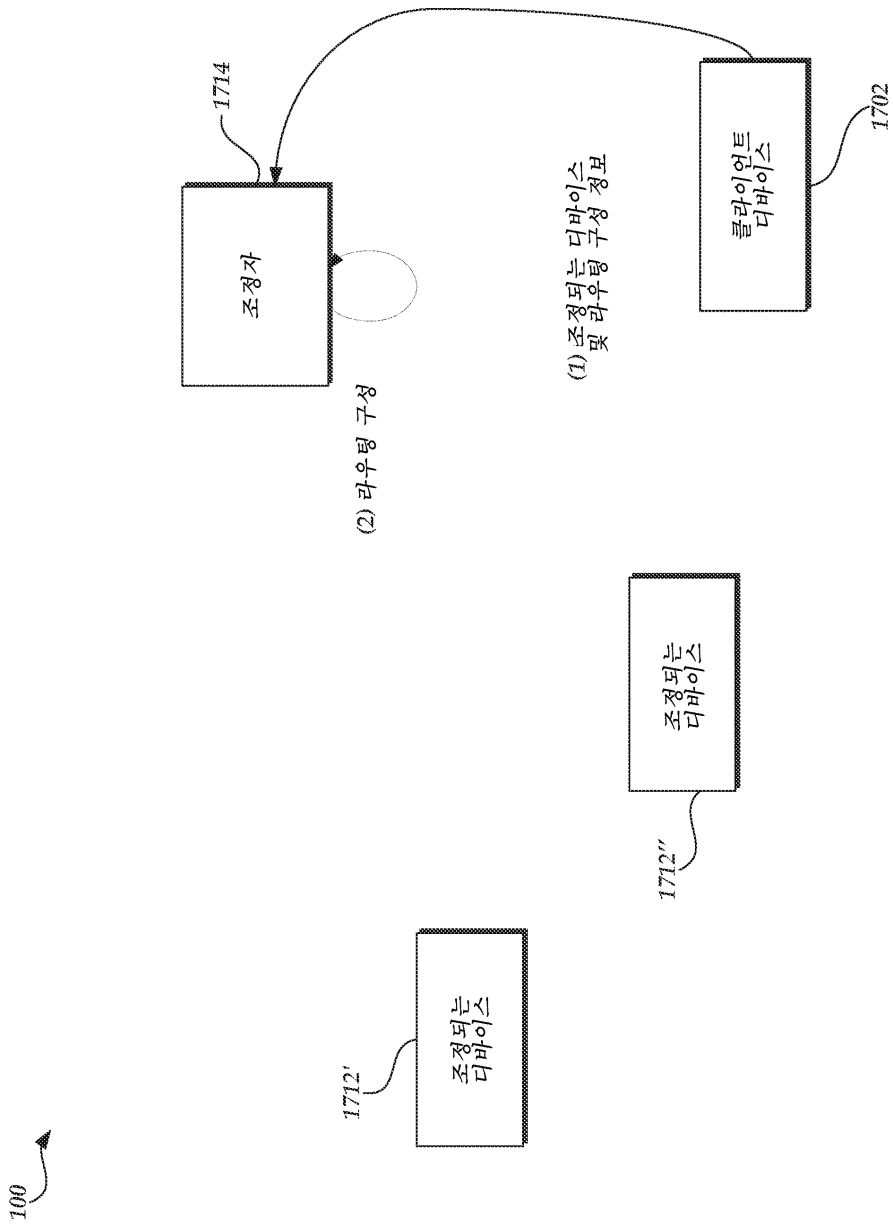 100
1712'
조정되는
디바이스
1712''
조정되는
디바이스
(2) 라우팅 구성
조정자
1714
(1) 조정되는 디바이스
및 라우팅 구성 정보
클라이언트
디바이스
1702